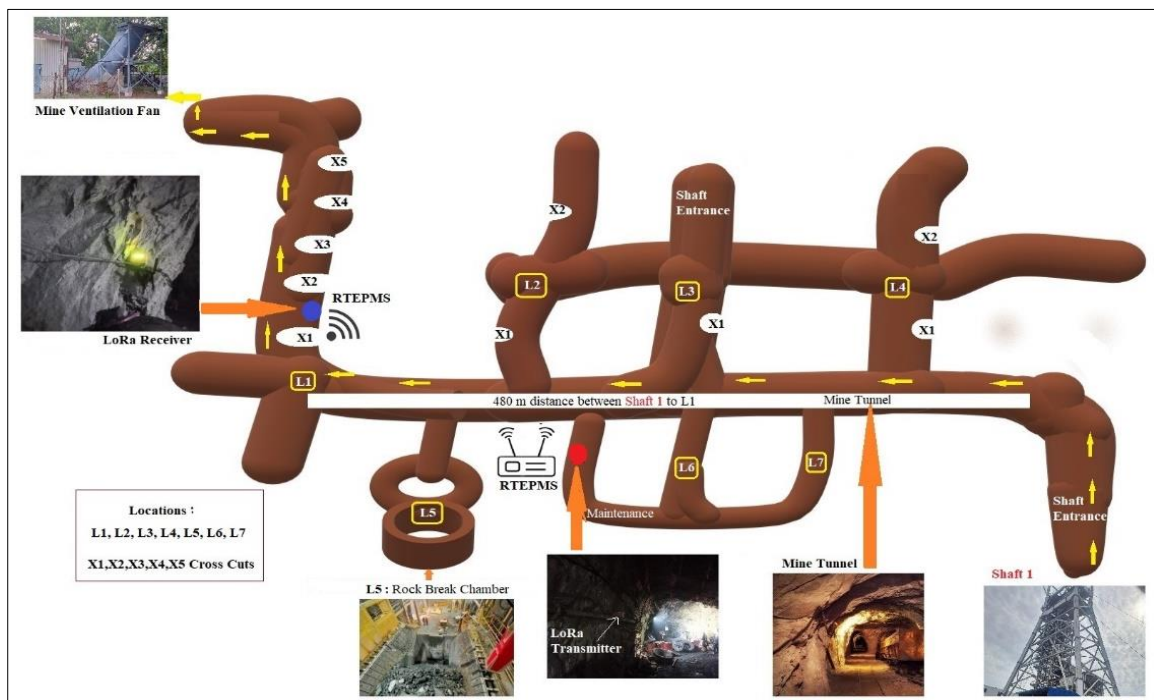 Mine Ventilation Fan
X5
X4
X3
X2
RTEPMS
X1
LoRa Receiver
L1
X2
L2
X1
Shaft
Entrance
L3
X1
X2
L4
X1
480 m distance between Shaft 1 to L1
Mine Tunnel
RTEPMS
L6
L7
Maintenance
L5
Shaft
Entrance
Locations :
L1, L2, L3, L4, L5, L6, L7
X1,X2,X3,X4,X5 Cross Cuts
L5 : Rock Break Chamber
LoRa
Transmitter
Mine Tunnel
Shaft 1